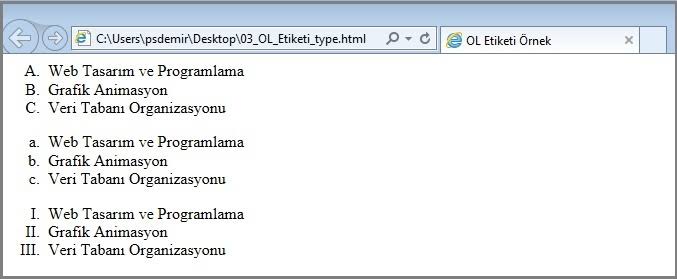 C:\Users\psdemir\Desktop\03_OL_Etiketi_type.html
OL Etiketi Örnek
A. Web Tasarım ve Programlama
B. Grafik Animasyon
C. Veri Tabanı Organizasyonu
a. Web Tasarım ve Programlama
b. Grafik Animasyon
c. Veri Tabanı Organizasyonu
I. Web Tasarım ve Programlama
II. Grafik Animasyon
III. Veri Tabanı Organizasyonu